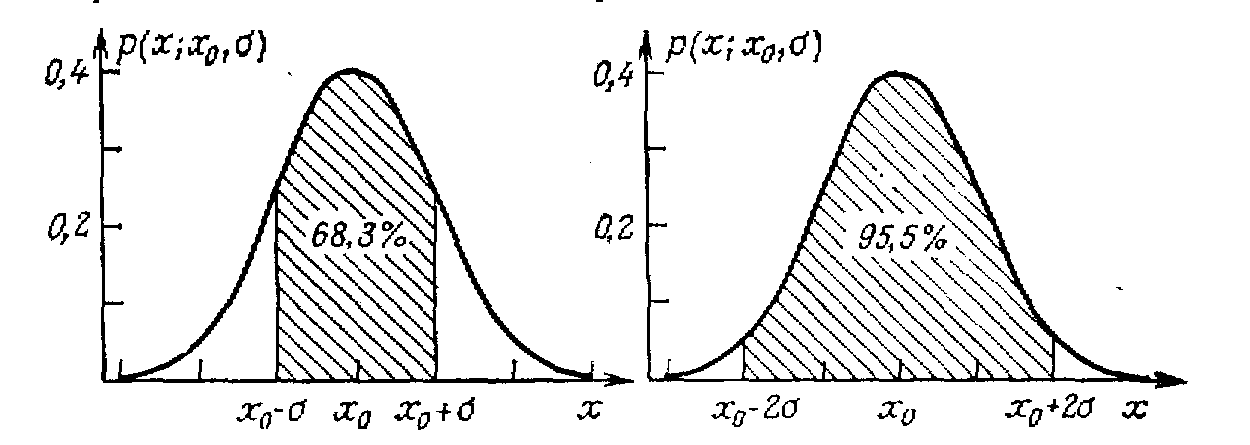 p(x; x₀, σ)
0,4
0,2
68,3%
x₀-σ x₀ x₀+σ x
p(x; x₀, σ)
0,4
0,2
95,5%
x₀-2σ x₀ x₀+2σ x